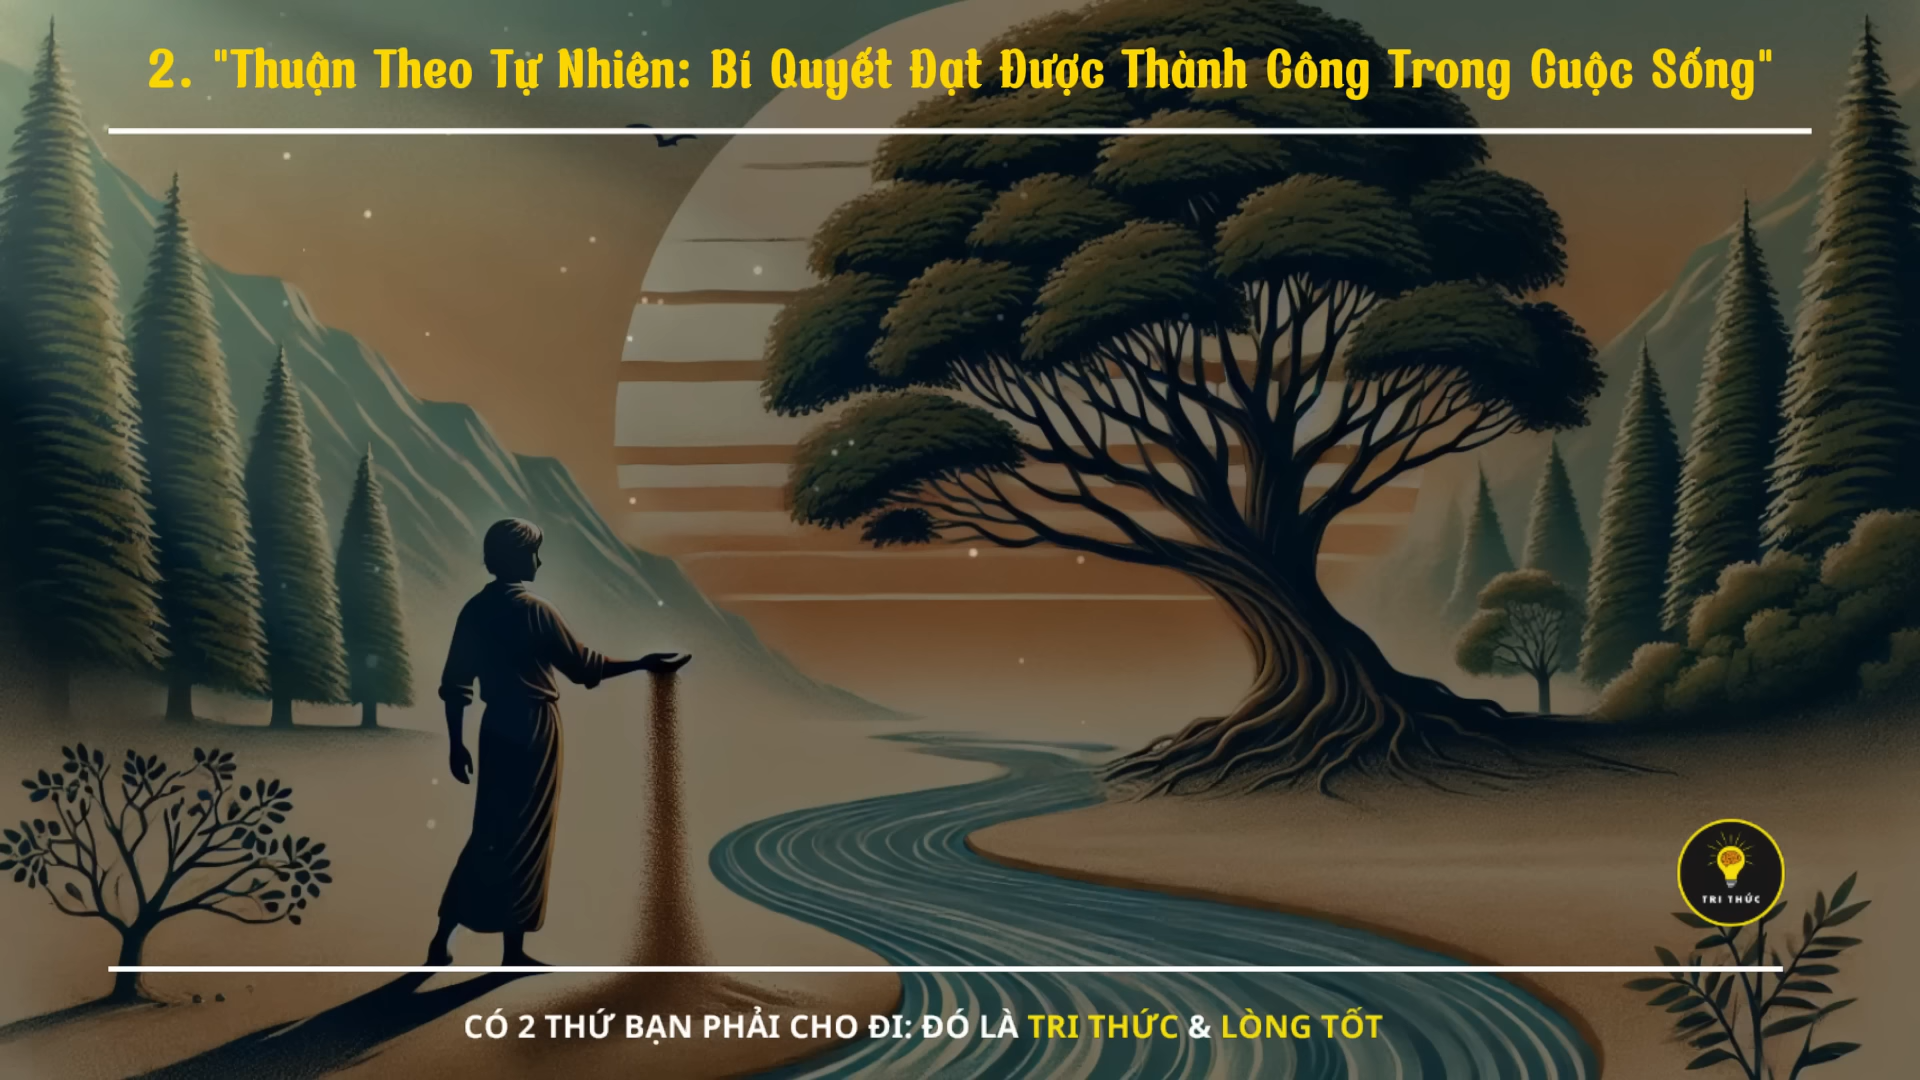 2. "Thuận Theo Tự Nhiên: Bí Quyết Đạt Được Thành Công Trong Cuộc Sống"
TRI THỨC
CÓ 2 THỨ BẠN PHẢI CHO ĐI: ĐÓ LÀ TRI THỨC & LÒNG TỐT